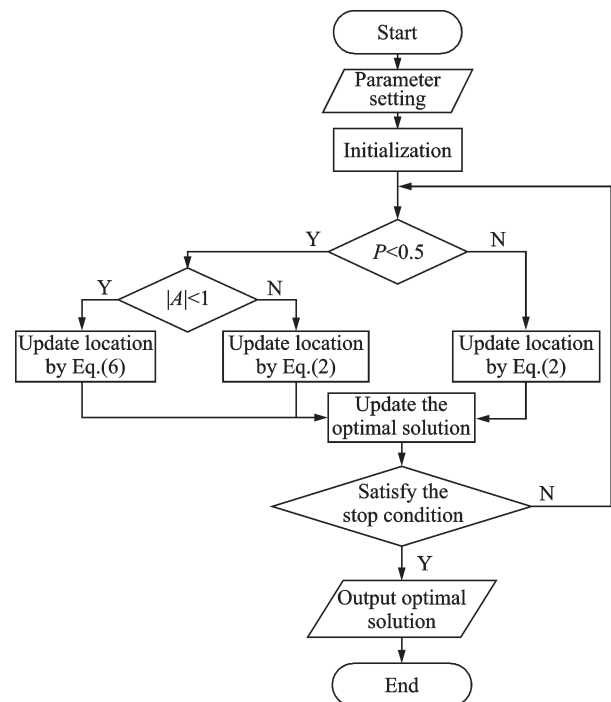 Start
Parameter
setting
Initialization
Y
P<0.5
N
Y
|A|<1
N
Update location
by Eq.(6)
Update location
by Eq.(2)
Update location
by Eq.(2)
Update the
optimal solution
Satisfy the
stop condition
N
Y
Output optimal
solution
End